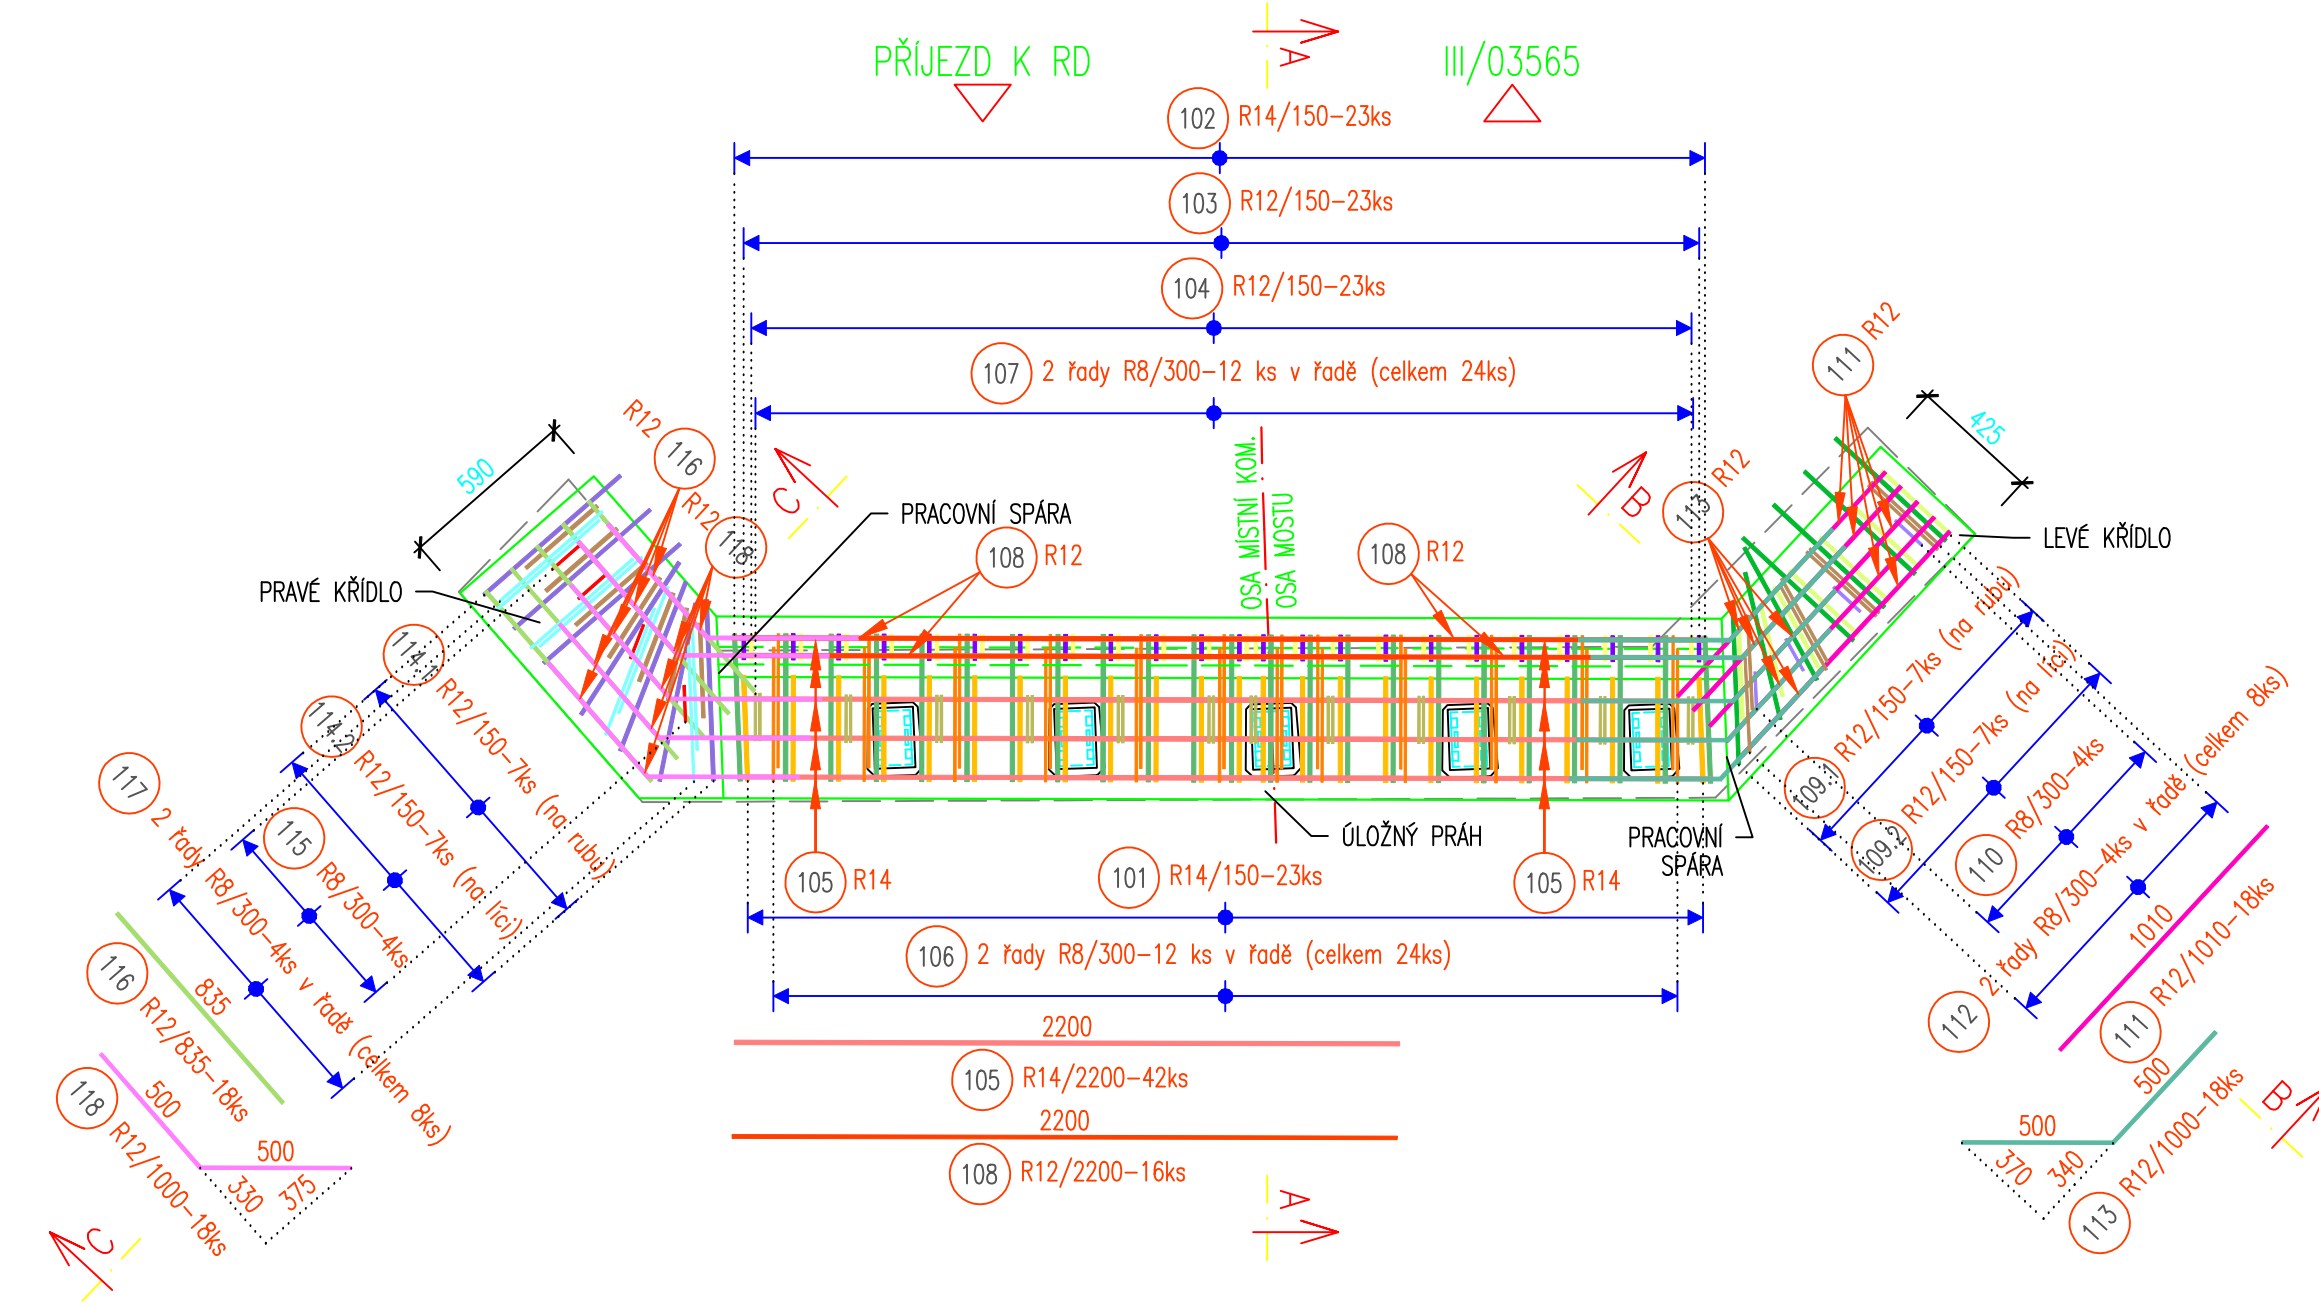 PŘÍJEZD K RD
III/03565
A
102 R14/150-23ks
103 R12/150-23ks
104 R12/150-23ks
107 2 řady R8/300-12 ks v řadě (celkem 24ks)
111 R12
425
590
R12 116
R12 118
C
PRACOVNÍ SPÁRA
108 R12
OSA MÍSTNÍ KOM.
OSA MOSTU
108 R12
B
113 R12
LEVÉ KŘÍDLO
PRAVÉ KŘÍDLO
114.1 R12/150-7ks (na rubu)
114.2 R12/150-7ks (na líci)
115 R8/300-4ks
117 2 řady R8/300-4ks v řadě (celkem 8ks)
109.1 R12/150-7ks (na rubu)
109.2 R12/150-7ks (na líci)
110 R8/300-4ks
112 2 řady R8/300-4ks v řadě (celkem 8ks)
ÚLOŽNÝ PRÁH
PRACOVNÍ
SPÁRA
105 R14
101 R14/150-23ks
105 R14
106 2 řady R8/300-12 ks v řadě (celkem 24ks)
835
116 R12/835-18ks
1010
111 R12/1010-18ks
2200
105 R14/2200-42ks
2200
108 R12/2200-16ks
500
500
330
375
118 R12/1000-18ks
500
500
370
340
113 R12/1000-18ks
C
A
B